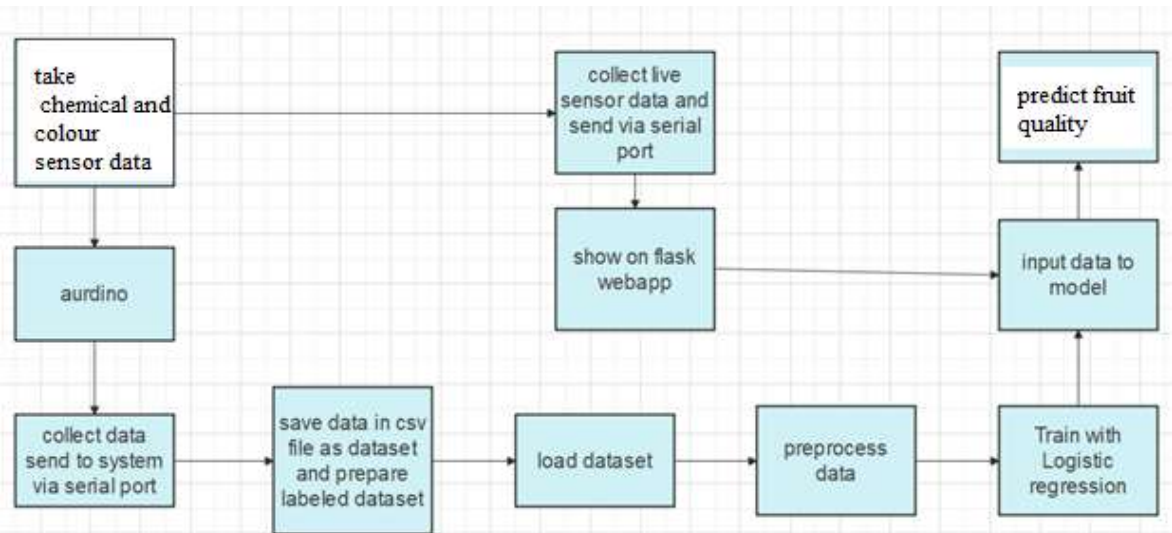 take
chemical and
colour
sensor data
collect live
sensor data and
send via serial
port
predict fruit
quality
aurdino
show on flask
webapp
input data to
model
collect data
send to system
via serial port
save data in csv
file as dataset
and prepare
labeled dataset
load dataset
preprocess
data
Train with
Logistic
regression